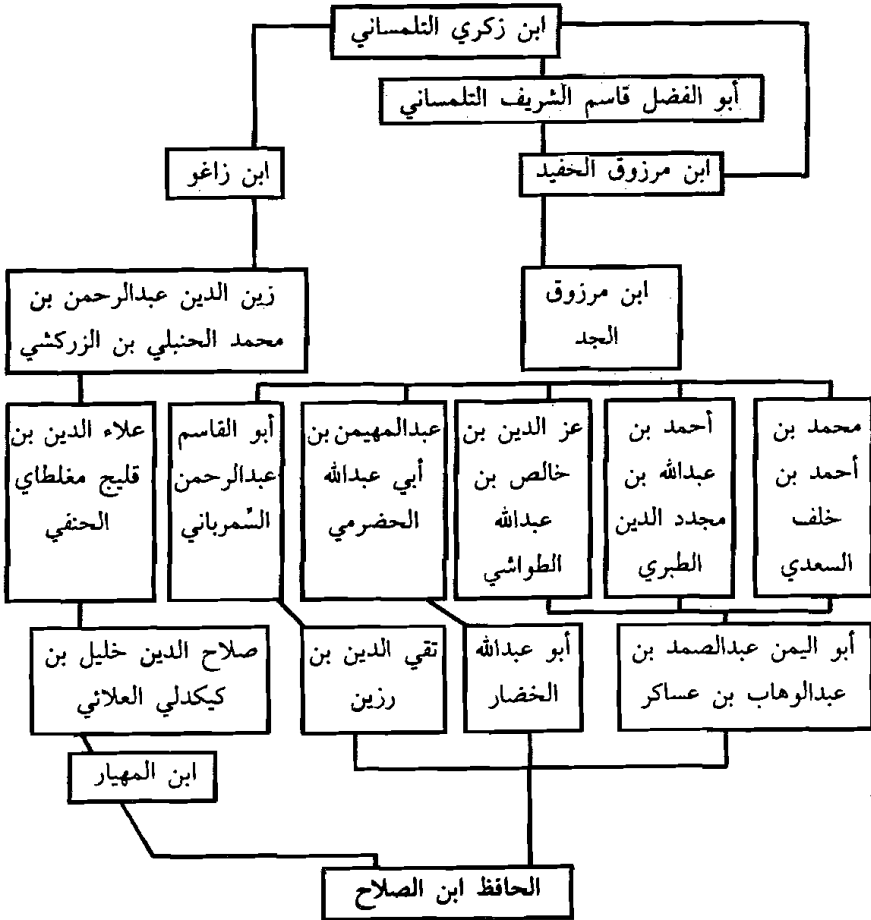 ابن زكري التلمساني
أبو الفضل قاسم الشريف التلمساني
ابن مرزوق الخفيد
ابن زاغو
ابن مرزوق
الجد
زين الدين عبدالرحمن بن
محمد الحنبلي بن الزركشي
محمد بن
أحمد بن
خلف
السعدي
أحمد بن
عبدالله بن
مجدد الدين
الطبري
عز الدين بن
خالص بن
عبدالله
الطواشي
عبدالمهيمن بن
أبي عبدالله
الحضرمي
أبو القاسم
عبدالرحمن
السمرباني
علاء الدين بن
قليج مغلطاي
الحنفي
أبو اليمن عبدالصمد بن
عبدالوهاب بن عساكر
أبو عبدالله
الخضار
تقي الدين بن
رزين
صلاح الدين خليل بن
كيكدلي العلائي
ابن المهيار
الحافظ ابن الصلاح